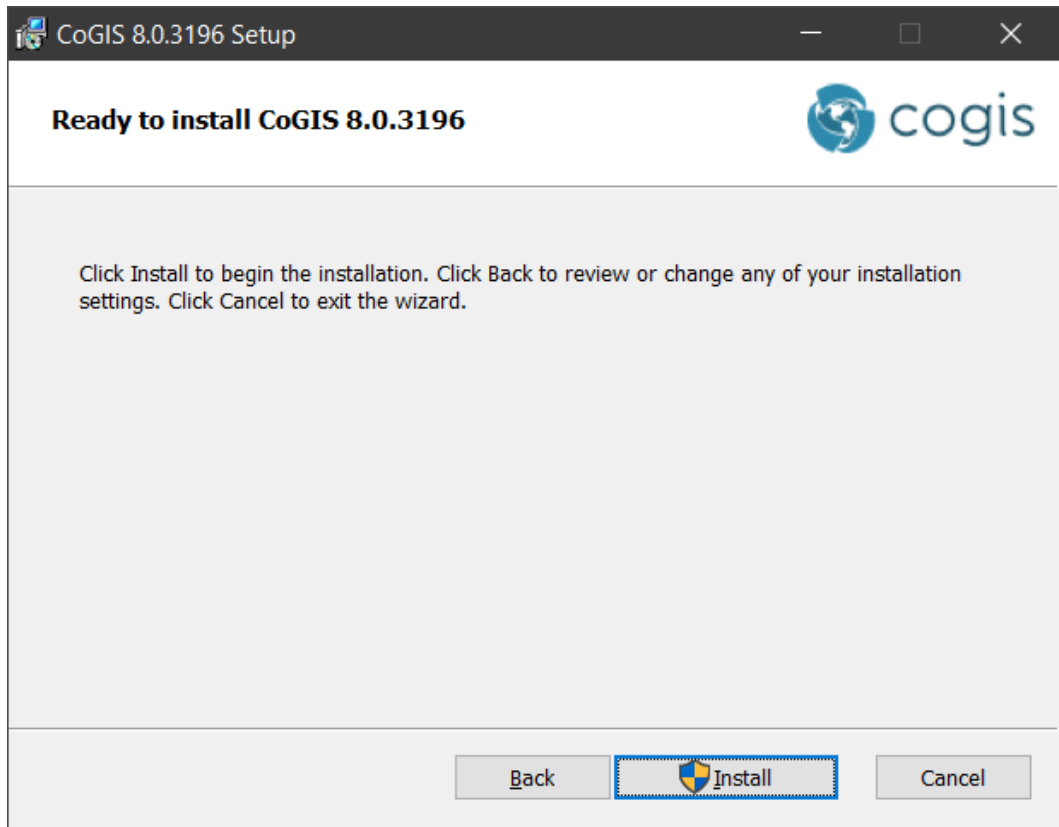 CoGIS 8.0.3196 Setup
Ready to install CoGIS 8.0.3196
cogis
Click Install to begin the installation. Click Back to review or change any of your installation
settings. Click Cancel to exit the wizard.
Back
Install
Cancel